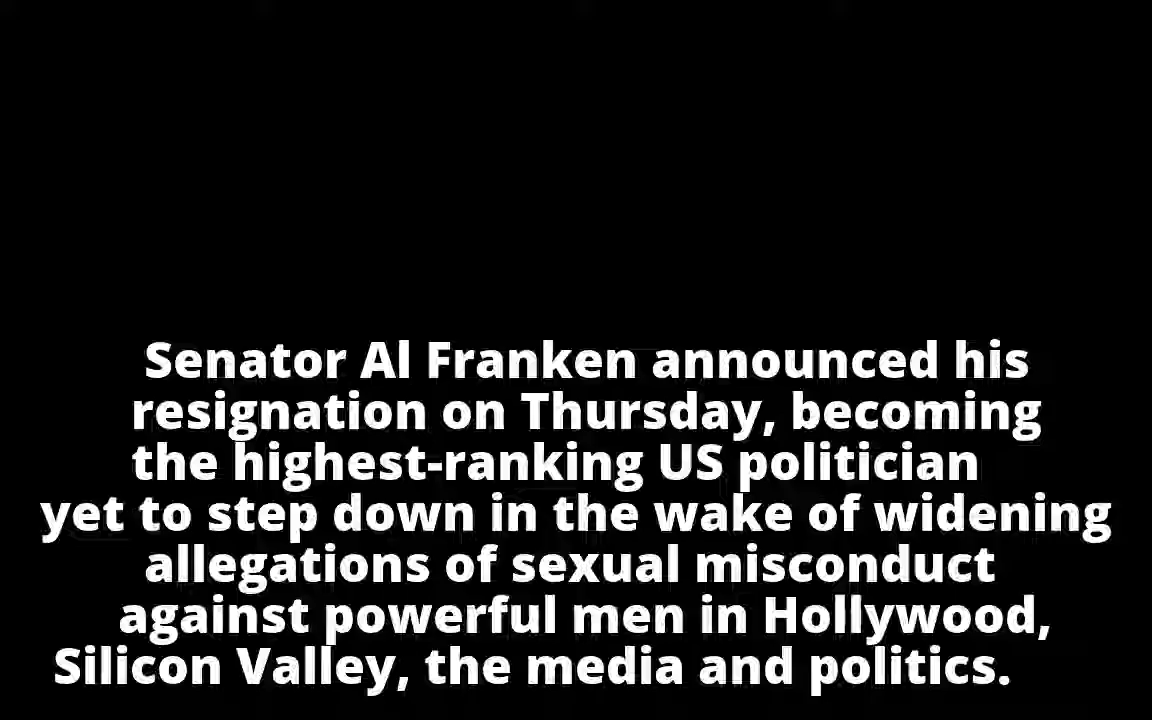 Senator Al Franken announced his
resignation on Thursday, becoming
the highest-ranking US politician
yet to step down in the wake of widening
allegations of sexual misconduct
against powerful men in Hollywood,
Silicon Valley, the media and politics.